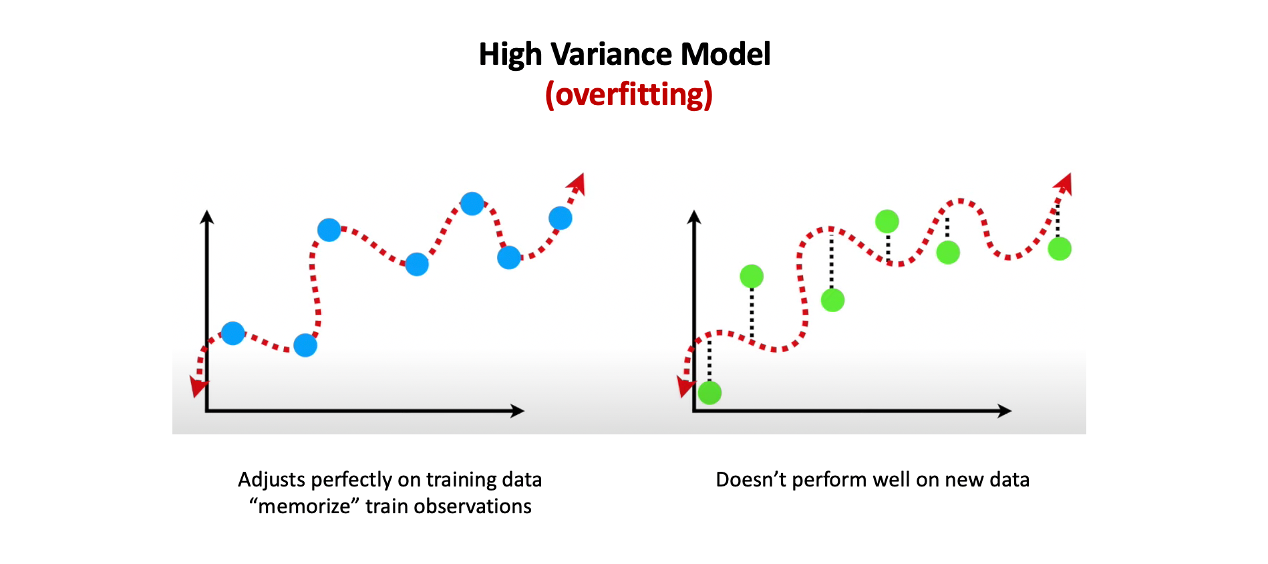 High Variance Model
(overfitting)
Adjusts perfectly on training data
“memorize” train observations
Doesn’t perform well on new data